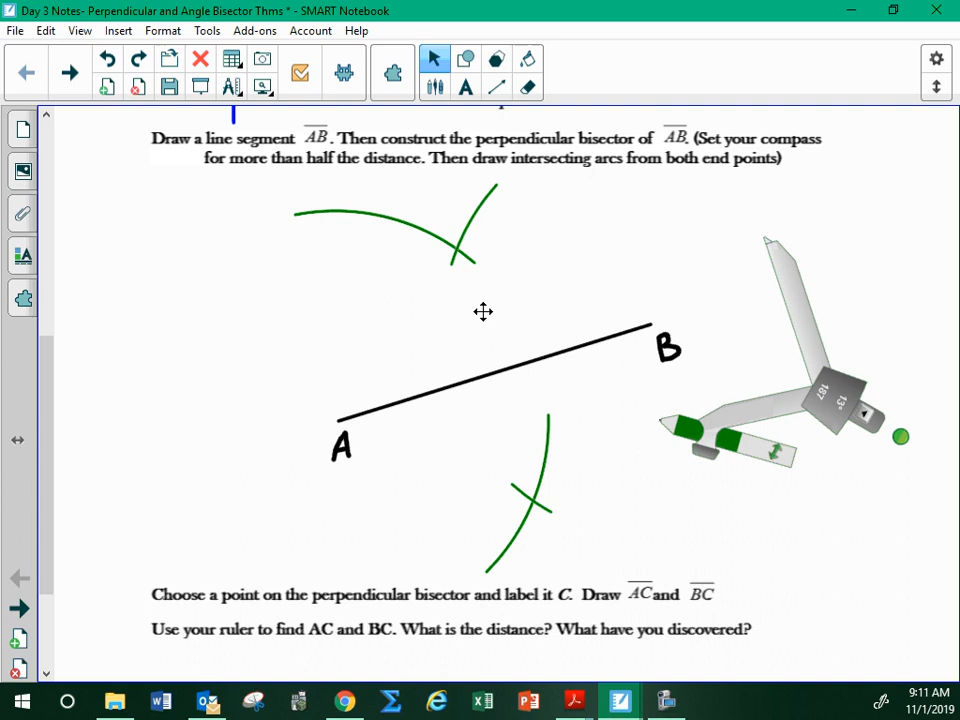 Day 3 Notes- Perpendicular and Angle Bisector Thms * - SMART Notebook
File Edit View Insert Format Tools Add-ons Account Help
Draw a line segment AB. Then construct the perpendicular bisector of AB. (Set your compass
for more than half the distance. Then draw intersecting arcs from both end points)
B
187
13°
A
Choose a point on the perpendicular bisector and label it C. Draw AC and BC
Use your ruler to find AC and BC. What is the distance? What have you discovered?
9:11 AM
11/1/2019